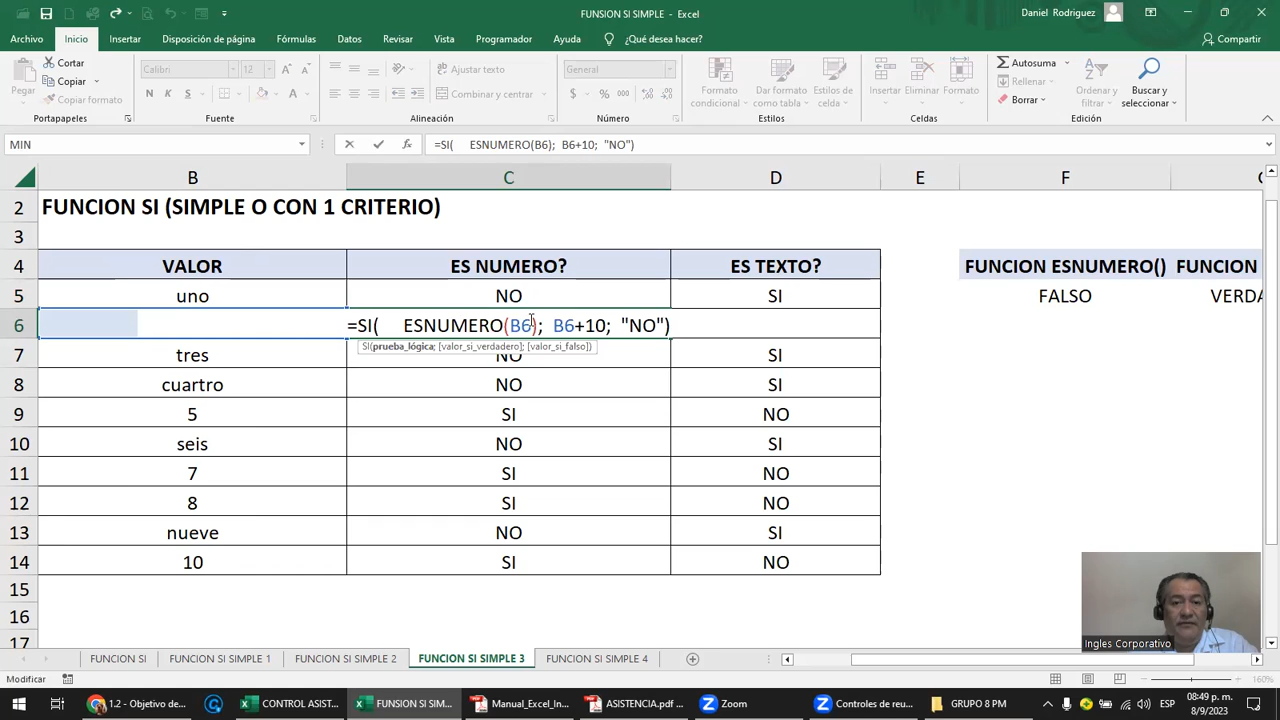 FUNSION SI SIMPLE - Excel
Daniel Rodriguez
Archivo Inicio Insertar Disposición de página Fórmulas Datos Revisar Vista Programador Ayuda ¿Qué desea hacer? Compartir
Pegar
Cortar
Copiar
Copiar formato
Calibri 12
N K S
Ajustar texto
Combinar y centrar
General
$ % 000
Formato condicional
Dar formato como tabla
Estilos de celda
Insertar
Eliminar
Formato
Autosuma
Rellenar
Borrar
Ordenar y filtrar
Buscar y seleccionar
Portapapeles Fuente Alineación Número Estilos Celdas Edición
MIN fx =SI( ESNUMERO(B6); B6+10; "NO")
B C D E F
2 FUNCION SI (SIMPLE O CON 1 CRITERIO)
3
4 VALOR ES NUMERO? ES TEXTO? FUNCION ESNUMERO() FUNCION
5 uno NO SI FALSO VERDA
6 =SI( ESNUMERO(B6); B6+10; "NO")
SI(prueba_lógica; [valor_si_verdadero]; [valor_si_falso])
7 tres NO SI
8 cuartro NO SI
9 5 SI NO
10 seis NO SI
11 7 SI NO
12 8 SI NO
13 nueve NO SI
14 10 SI NO
15
16
17
Ingles Corporativo
FUNCION SI FUNCION SI SIMPLE 1 FUNCION SI SIMPLE 2 FUNCION SI SIMPLE 3 FUNCION SI SIMPLE 4
Modificar 160%
1.2 - Objetivo de... CONTROL ASIST... FUNSION SI SIM... Manual_Excel_In... ASISTENCIA.pdf ... Zoom Controles de reu... GRUPO 8 PM ESP 08:49 p. m.
8/9/2023